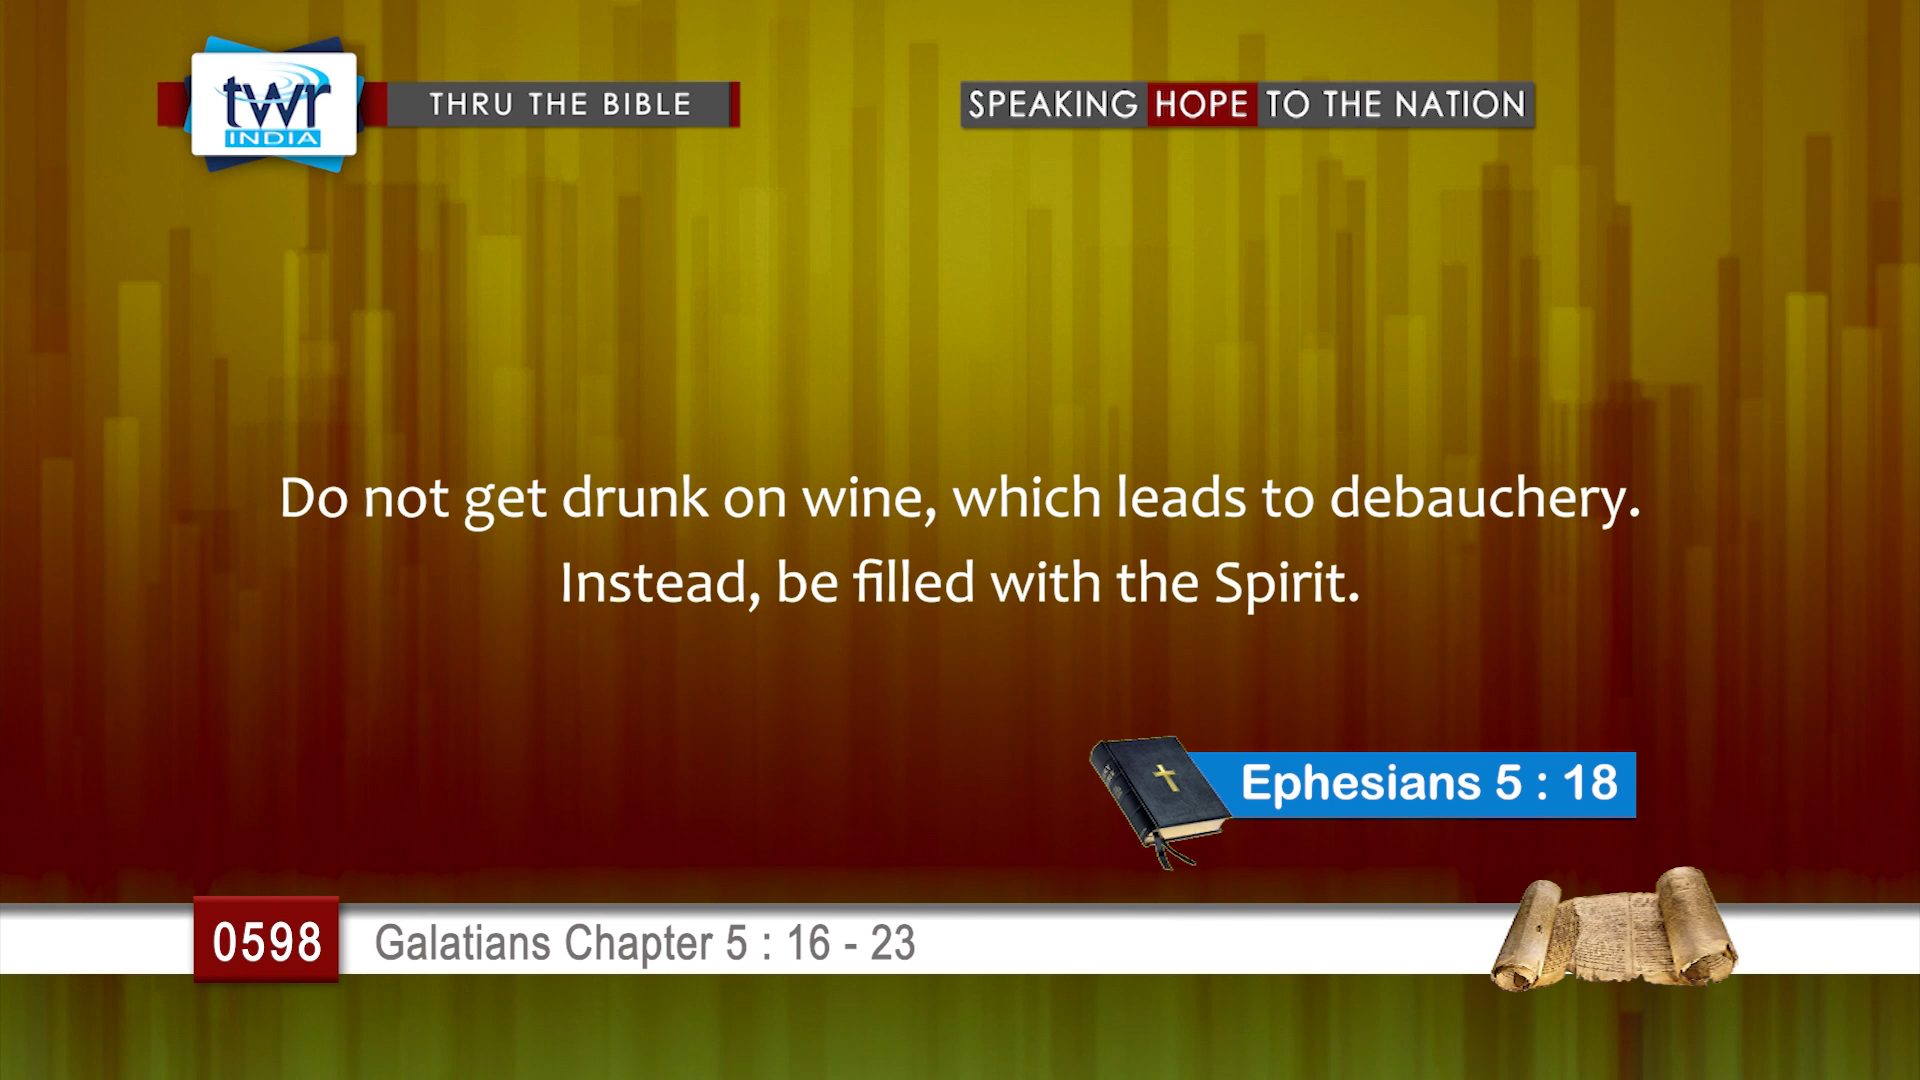 twr
INDIA
THRU THE BIBLE
SPEAKING HOPE TO THE NATION
Do not get drunk on wine, which leads to debauchery.
Instead, be filled with the Spirit.
Ephesians 5 : 18
0598
Galatians Chapter 5 : 16 - 23